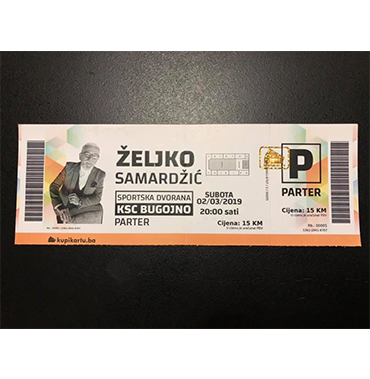 ŽELJKO
SAMARDŽIĆ
SPORTSKA DVORANA
KSC BUGOJNO
PARTER
SUBOTA
02/03/2019
20:00 sati
Cijena: 15 KM
kupikartu.ba
P
PARTER
Cijena: 15 KM